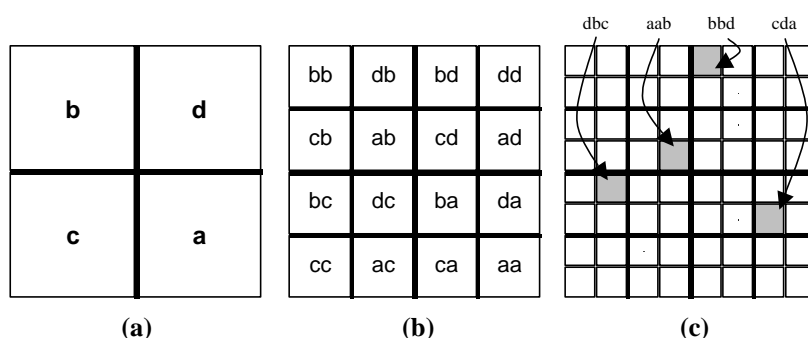 dbc aab bbd cda
b d
c a
bb db bd dd
cb ab cd ad
bc dc ba da
cc ac ca aa
(a) (b) (c)